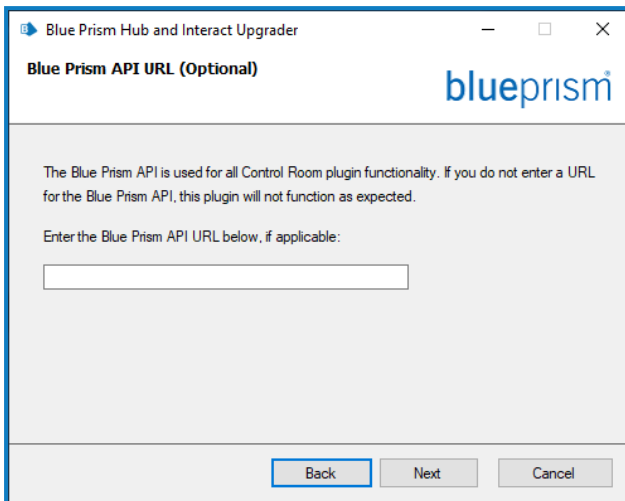 Blue Prism Hub and Interact Upgrader
Blue Prism API URL (Optional)
blueprism®
The Blue Prism API is used for all Control Room plugin functionality. If you do not enter a URL
for the Blue Prism API, this plugin will not function as expected.
Enter the Blue Prism API URL below, if applicable:
Back Next Cancel